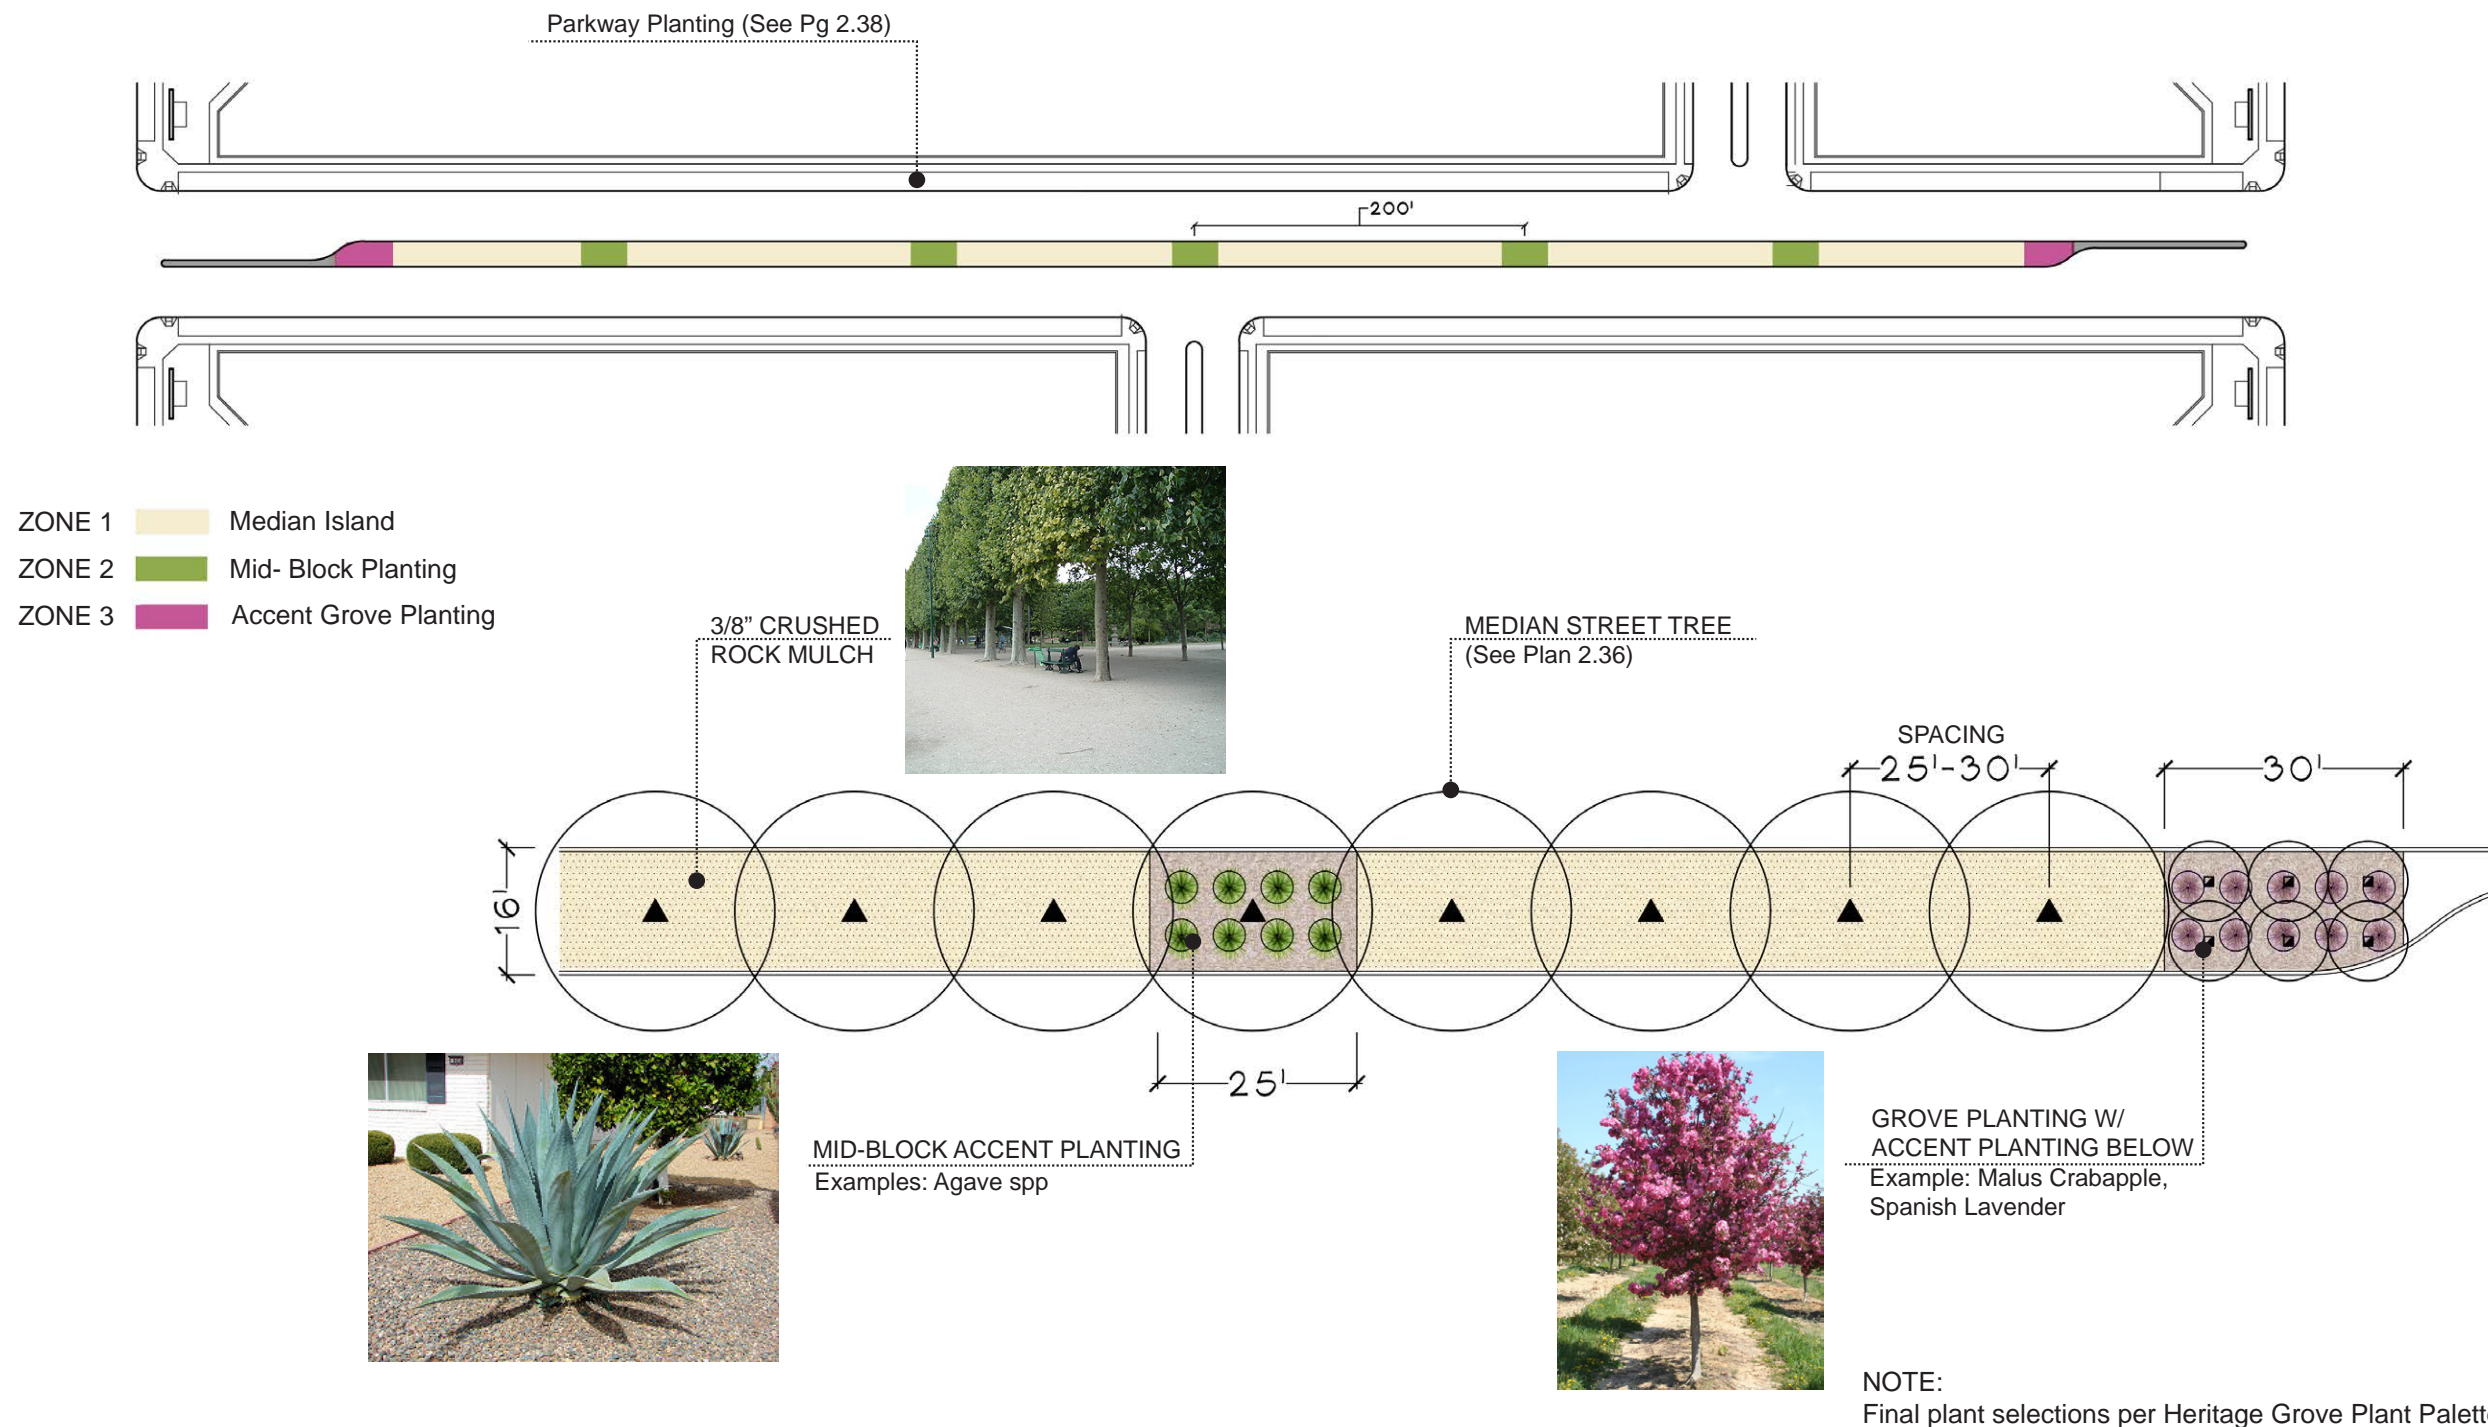 Parkway Planting (See Pg 2.38)
200'
ZONE 1 Median Island
ZONE 2 Mid- Block Planting
ZONE 3 Accent Grove Planting
3/8” CRUSHED
ROCK MULCH
MEDIAN STREET TREE
(See Plan 2.36)
SPACING
25'-30'
30'
16'
25'
MID-BLOCK ACCENT PLANTING
Examples: Agave spp
GROVE PLANTING W/
ACCENT PLANTING BELOW
Example: Malus Crabapple,
Spanish Lavender
NOTE:
Final plant selections per Heritage Grove Plant Palett